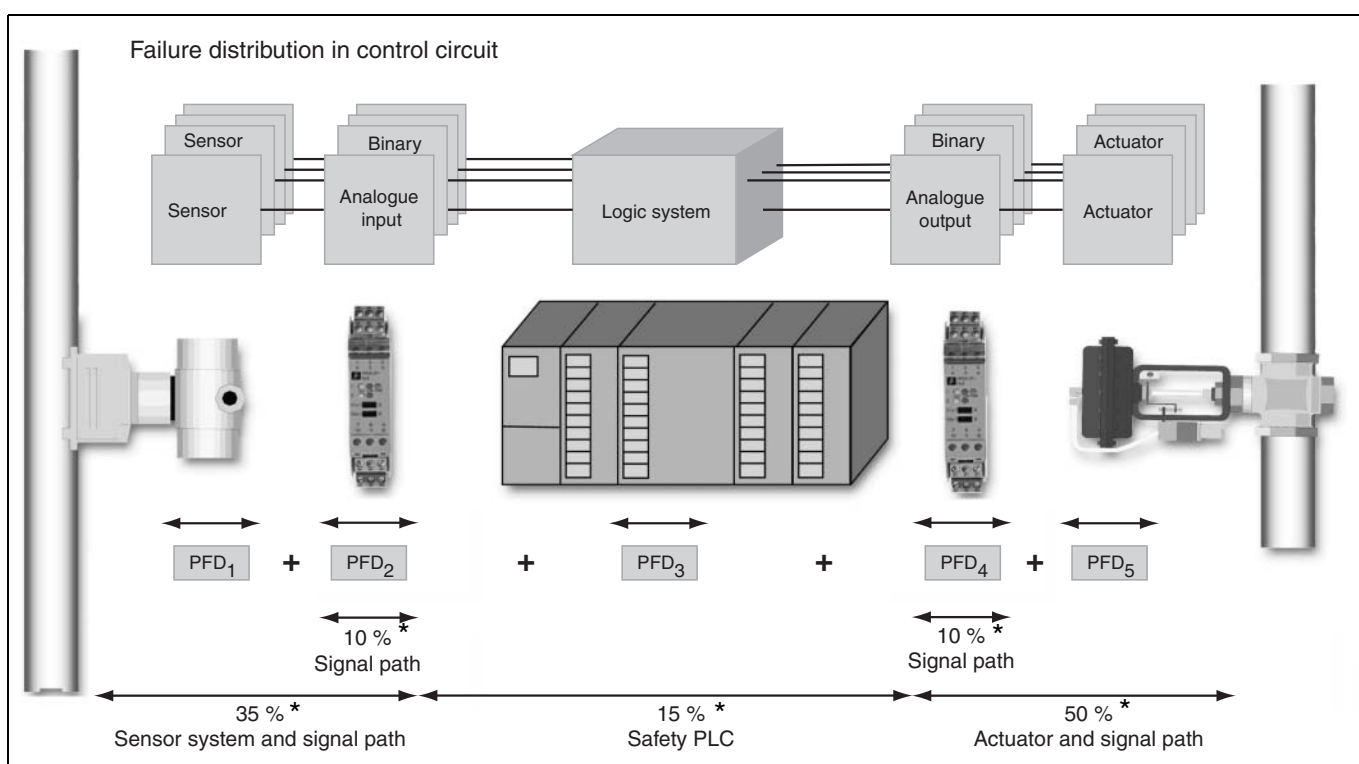 Failure distribution in control circuit
Sensor
Sensor
Binary
Analogue
input
Logic system
Binary
Analogue
output
Actuator
Actuator
PFD1 + PFD2 + PFD3 + PFD4 + PFD5
10 % *
Signal path
10 % *
Signal path
35 % *
Sensor system and signal path
15 % *
Safety PLC
50 % *
Actuator and signal path